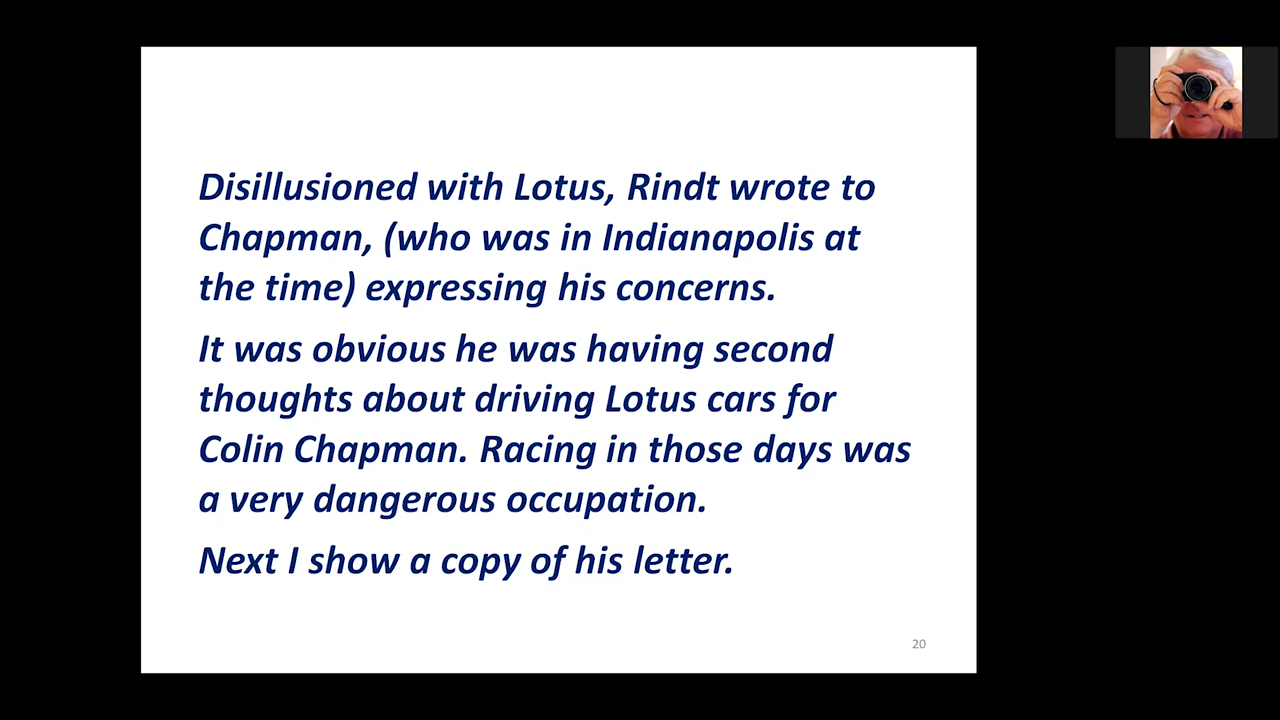 Disillusioned with Lotus, Rindt wrote to
Chapman, (who was in Indianapolis at
the time) expressing his concerns.
It was obvious he was having second
thoughts about driving Lotus cars for
Colin Chapman. Racing in those days was
a very dangerous occupation.
Next I show a copy of his letter.
20